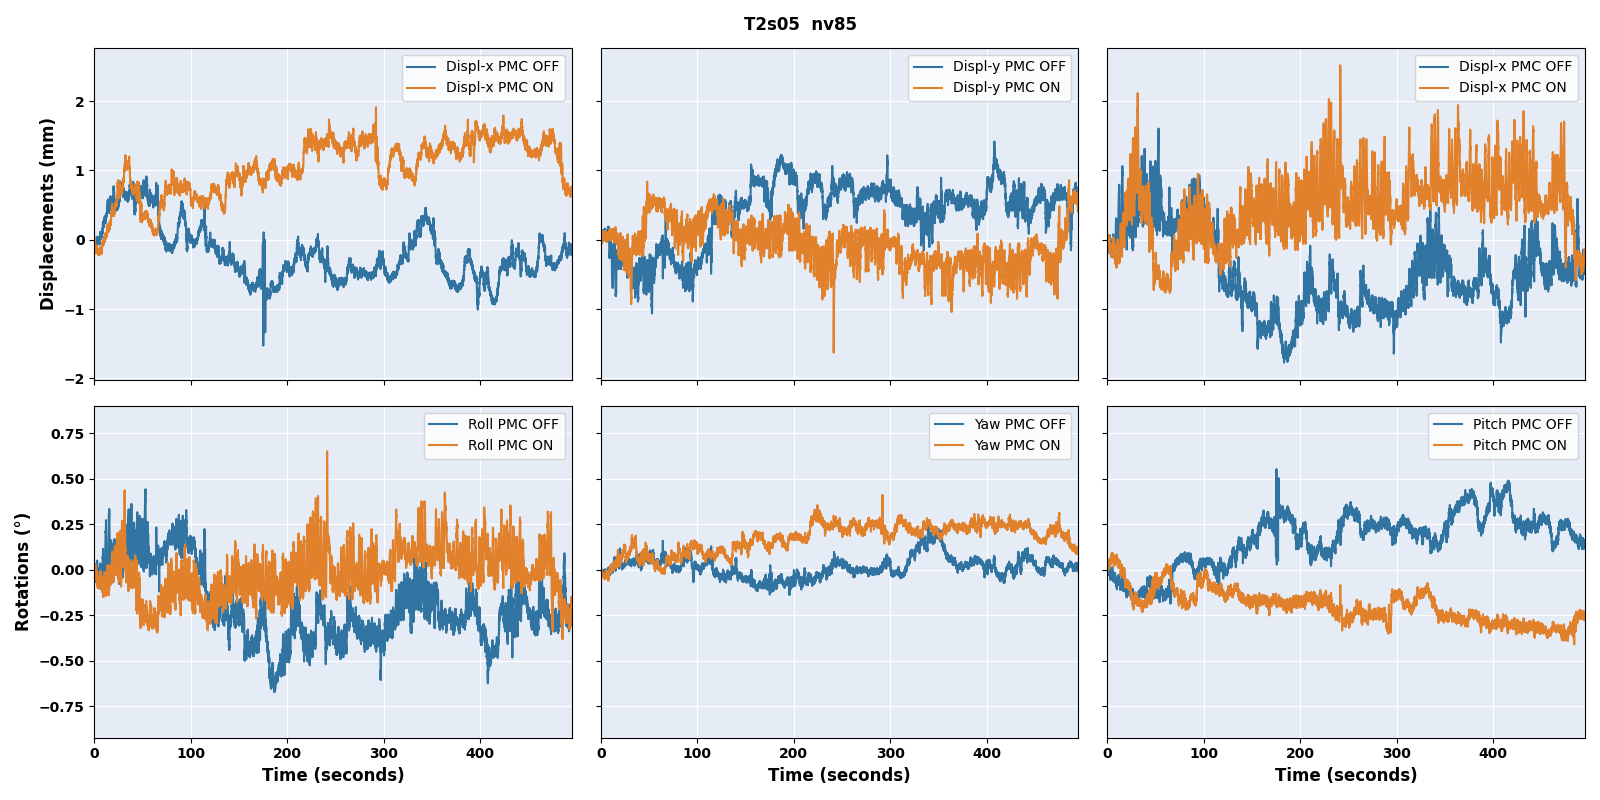 T2s05  nv85
Displacements (mm)
2
1
0
−1
−2
Displ-x PMC OFF
Displ-x PMC ON
Displ-y PMC OFF
Displ-y PMC ON
Displ-x PMC OFF
Displ-x PMC ON
Rotations (°)
0.75
0.50
0.25
0.00
−0.25
−0.50
−0.75
Roll PMC OFF
Roll PMC ON
Yaw PMC OFF
Yaw PMC ON
Pitch PMC OFF
Pitch PMC ON
0 100 200 300 400
0 100 200 300 400
0 100 200 300 400
Time (seconds)
Time (seconds)
Time (seconds)